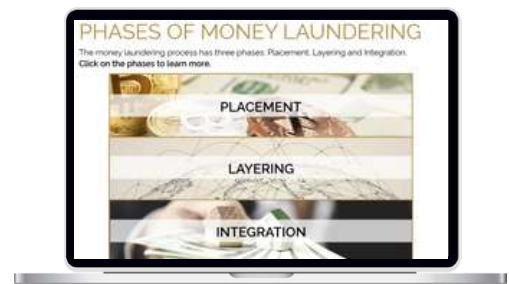 PHASES OF MONEY LAUNDERING
The money laundering process has three phases: Placement, Layering and Integration.
Click on the phases to learn more.
PLACEMENT
LAYERING
INTEGRATION